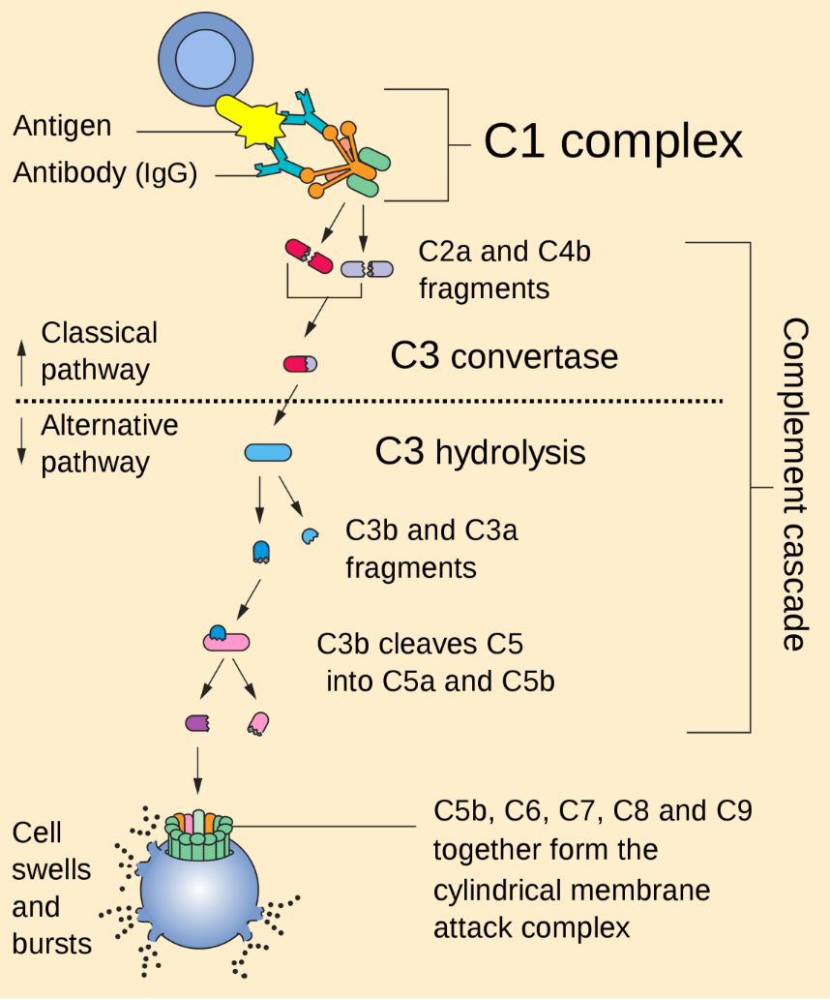 Antigen
Antibody (IgG)
C1 complex
C2a and C4b
fragments
Classical
pathway
C3 convertase
Alternative
pathway
C3 hydrolysis
C3b and C3a
fragments
C3b cleaves C5
into C5a and C5b
Complement cascade
Cell
swells
and
bursts
C5b, C6, C7, C8 and C9
together form the
cylindrical membrane
attack complex